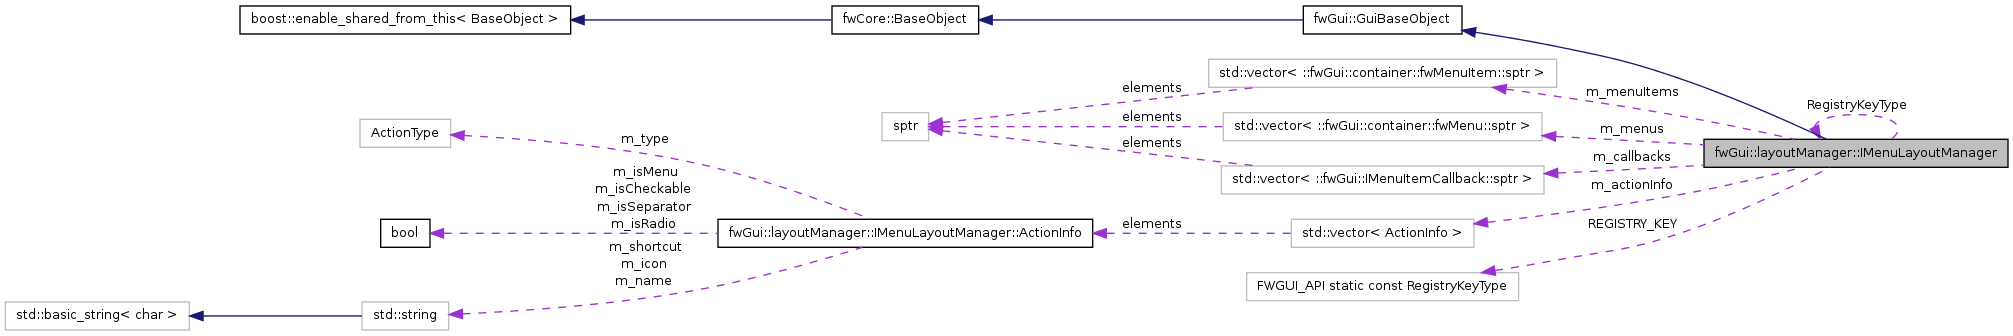 boost::enable_shared_from_this< BaseObject >
fwCore::BaseObject
fwGui::GuiBaseObject
std::vector< ::fwGui::container::fwMenuItem::sptr >
elements
m_menuItems
RegistryKeyType
sptr
elements
std::vector< ::fwGui::container::fwMenu::sptr >
m_menus
ActionType
m_type
elements
m_callbacks
fwGui::layoutManager::IMenuLayoutManager
m_isMenu
std::vector< ::fwGui::IMenuItemCallback::sptr >
m_actionInfo
m_isCheckable
m_isSeparator
m_isRadio
elements
REGISTRY_KEY
bool
fwGui::layoutManager::IMenuLayoutManager::ActionInfo
std::vector< ActionInfo >
m_shortcut
m_icon
m_name
FWGUI_API static const RegistryKeyType
std::basic_string< char >
std::string